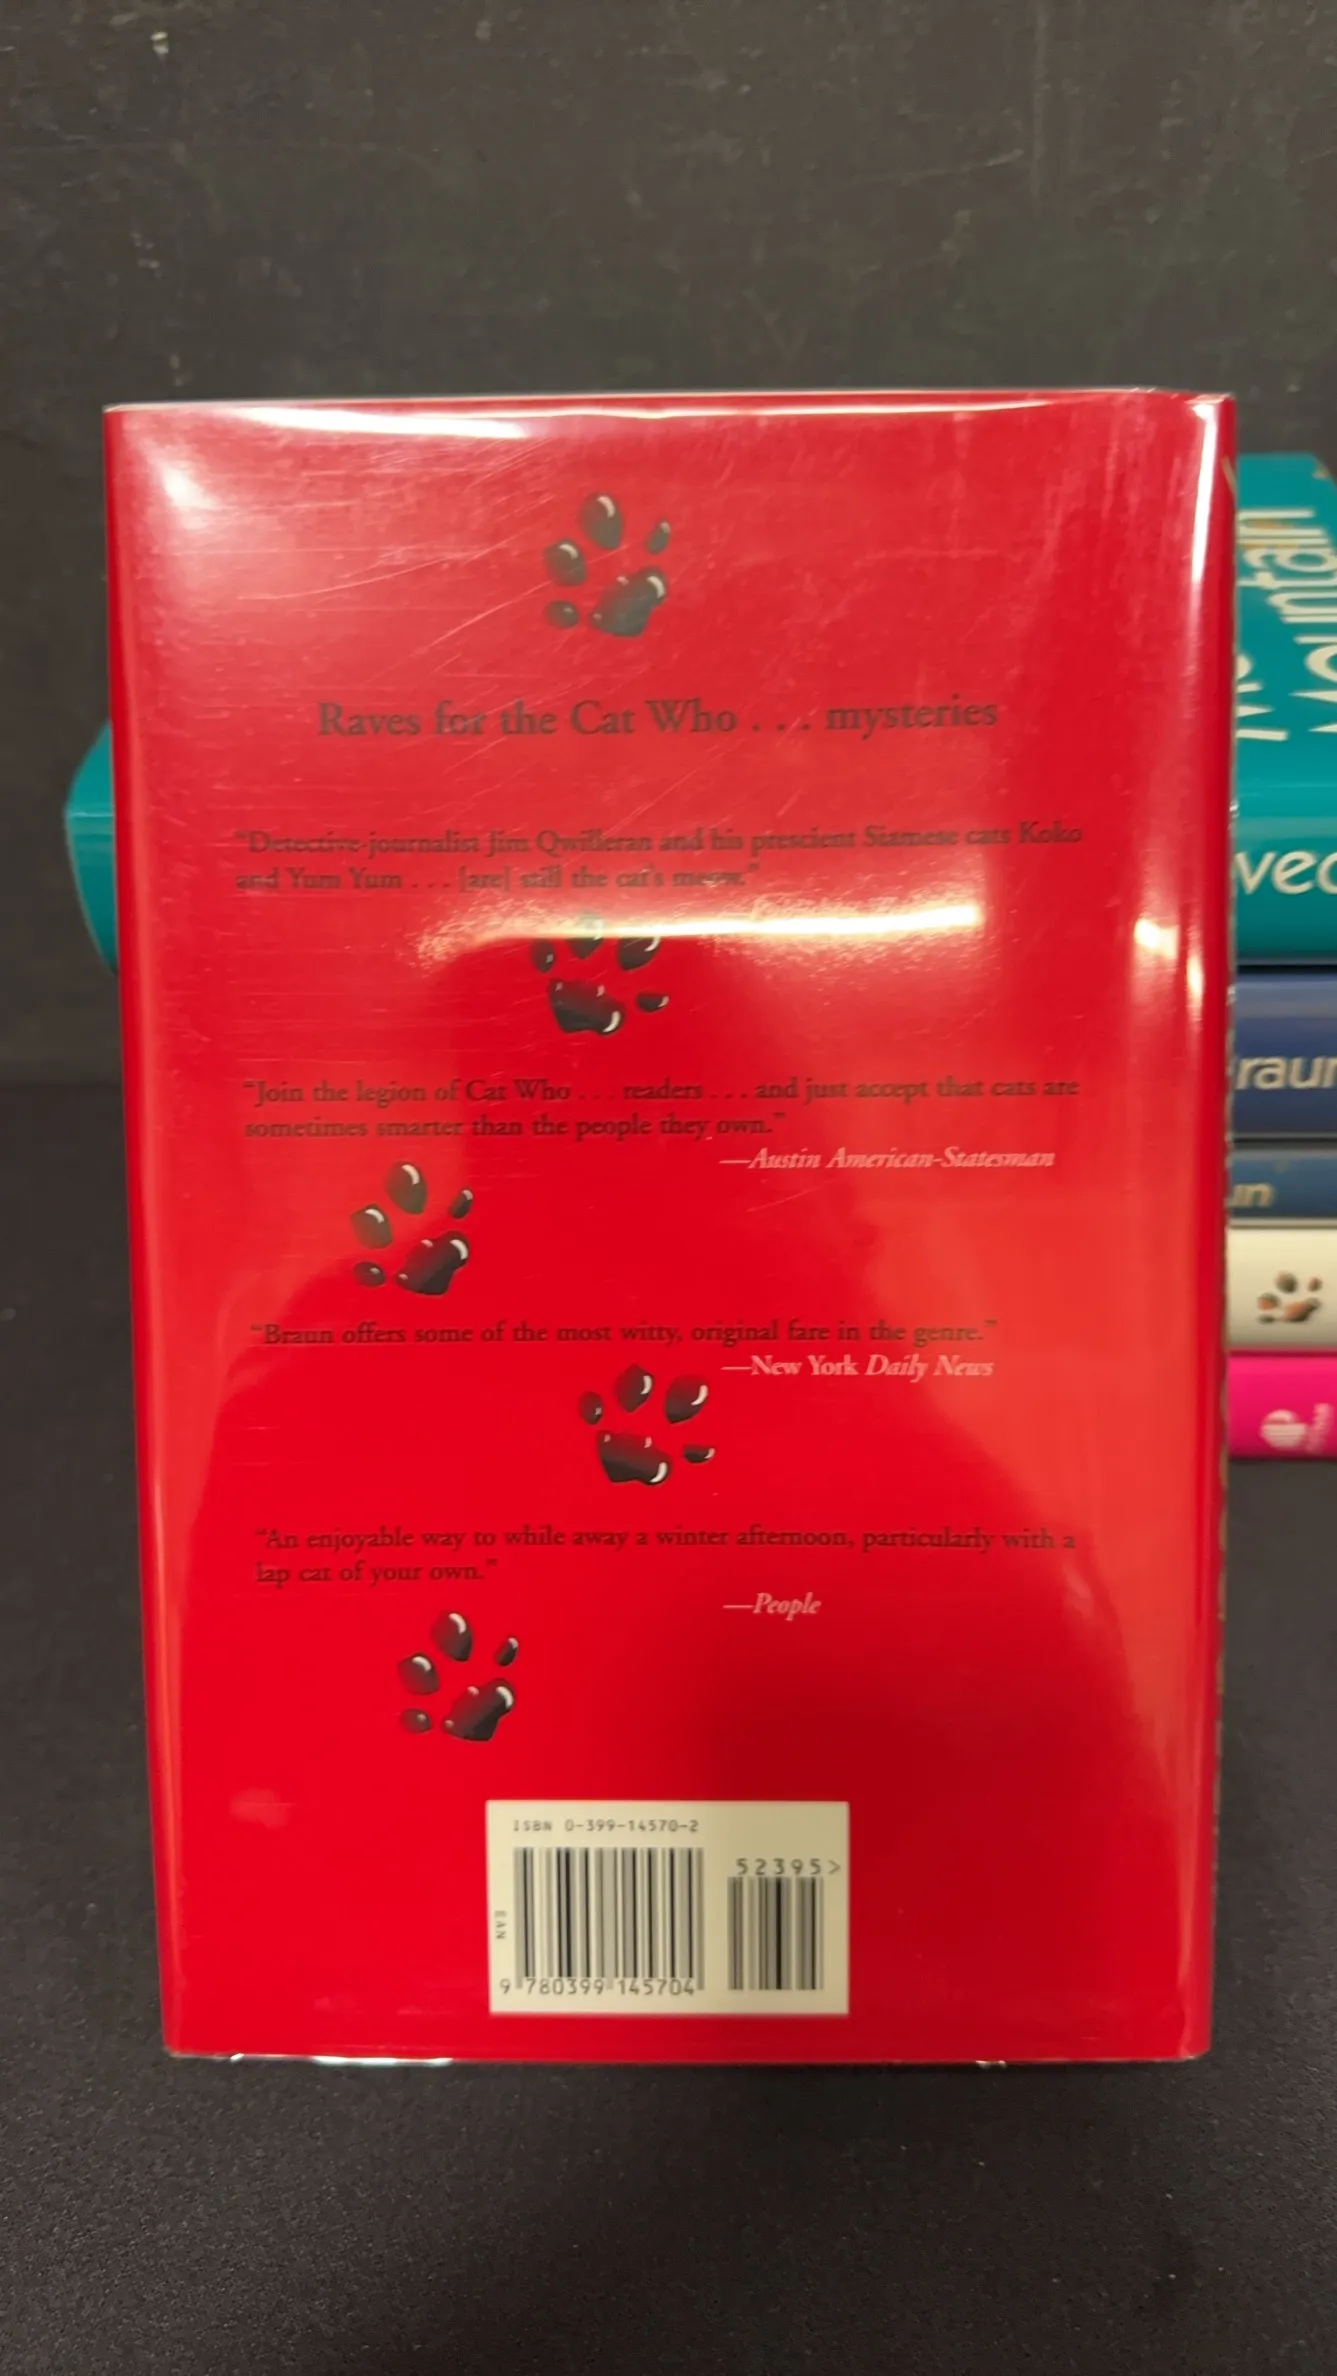 Raves for the Cat Who . . . mysteries
“Detective-journalist Jim Qwilleran and his prescient Siamese cats Koko
and Yum Yum . . . [are] still the cat's meow.”
“Join the legion of Cat Who . . . readers . . . and just accept that cats are
sometimes smarter than the people they own.”
—Austin American-Statesman
“Braun offers some of the most witty, original fare in the genre.”
—New York Daily News
“An enjoyable way to while away a winter afternoon, particularly with a
lap cat of your own.”
—People
ISBN 0-399-14570-2
52395>
EAN
9 780399 145704
Mountain
raun
un